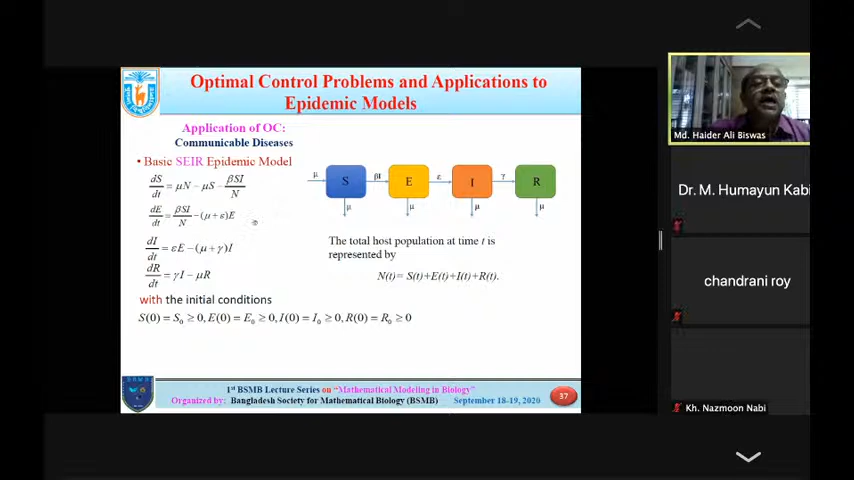 Optimal Control Problems and Applications to
Epidemic Models
Application of OC:
Communicable Diseases
• Basic SEIR Epidemic Model
dS/dt = μN − μS − βSI/N
dE/dt = βSI/N − (μ + ε)E
dI/dt = εE − (μ + γ)I
dR/dt = γI − μR
with the initial conditions
S(0) = S₀ ≥ 0, E(0) = E₀ ≥ 0, I(0) = I₀ ≥ 0, R(0) = R₀ ≥ 0
μ S βI E ε I γ R
μ μ μ μ
The total host population at time t is
represented by
N(t)= S(t)+E(t)+I(t)+R(t).
1st BSMB Lecture Series on "Mathematical Modeling in Biology"
Organized by: Bangladesh Society for Mathematical Biology (BSMB) September 18-19, 2020
37
Md. Haider Ali Biswas
Dr. M. Humayun Kabi
chandrani roy
Kh. Nazmoon Nabi